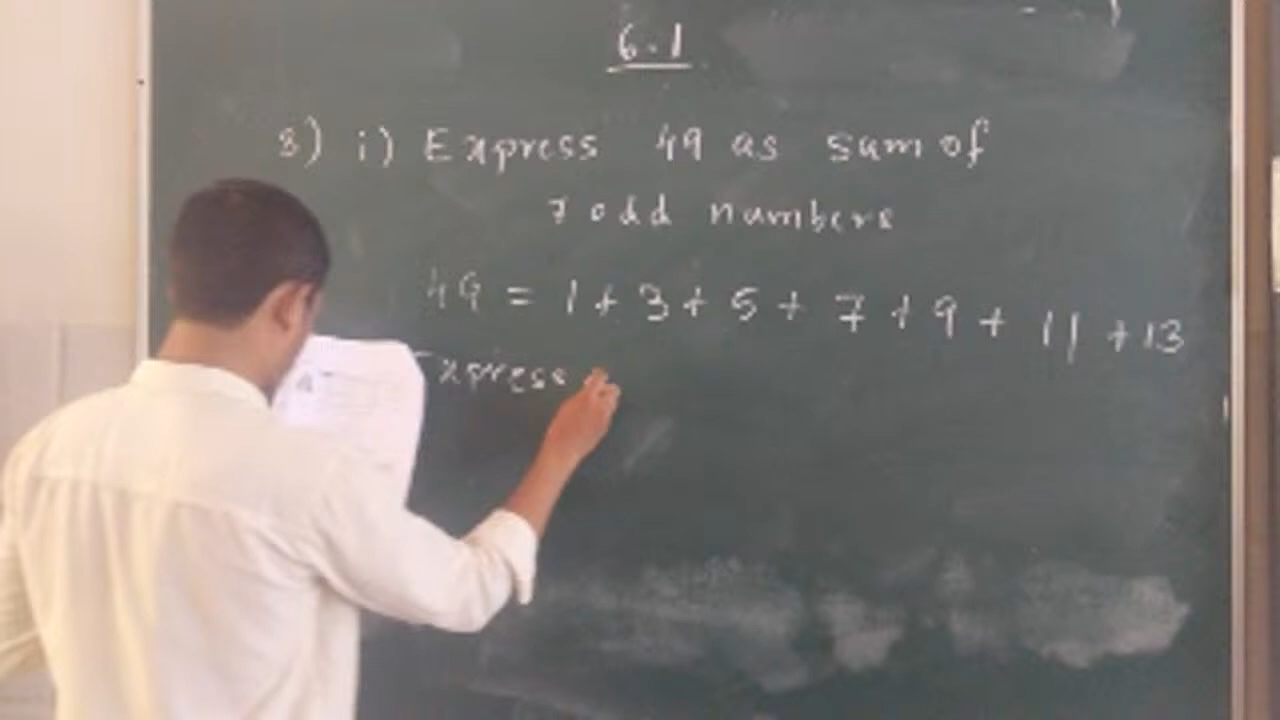 6.1
8) i) Express 49 as sum of
7 odd numbers
49 = 1 + 3 + 5 + 7 + 9 + 11 + 13
Express